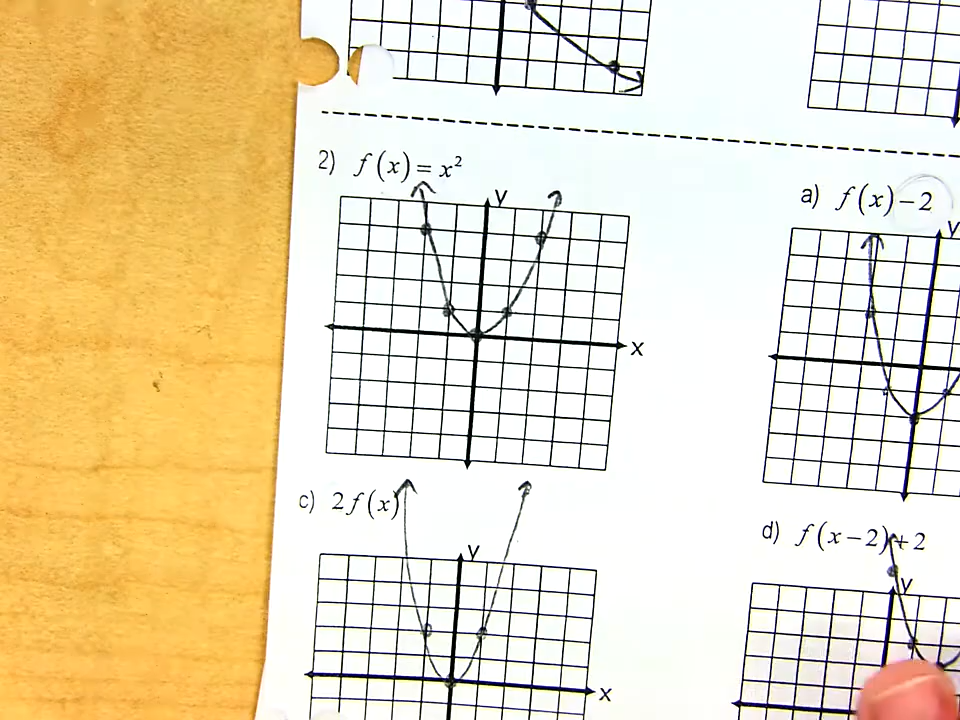 2) f(x) = x²
y
x
a) f(x) − 2
y
c) 2f(x)
y
x
d) f(x − 2) + 2
y